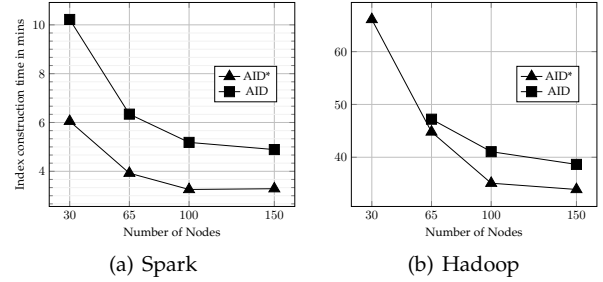 10
8
6
4
30
65
100
150
Index construction time in mins
Number of Nodes
AID*
AID
(a) Spark
60
50
40
30
65
100
150
Number of Nodes
AID*
AID
(b) Hadoop